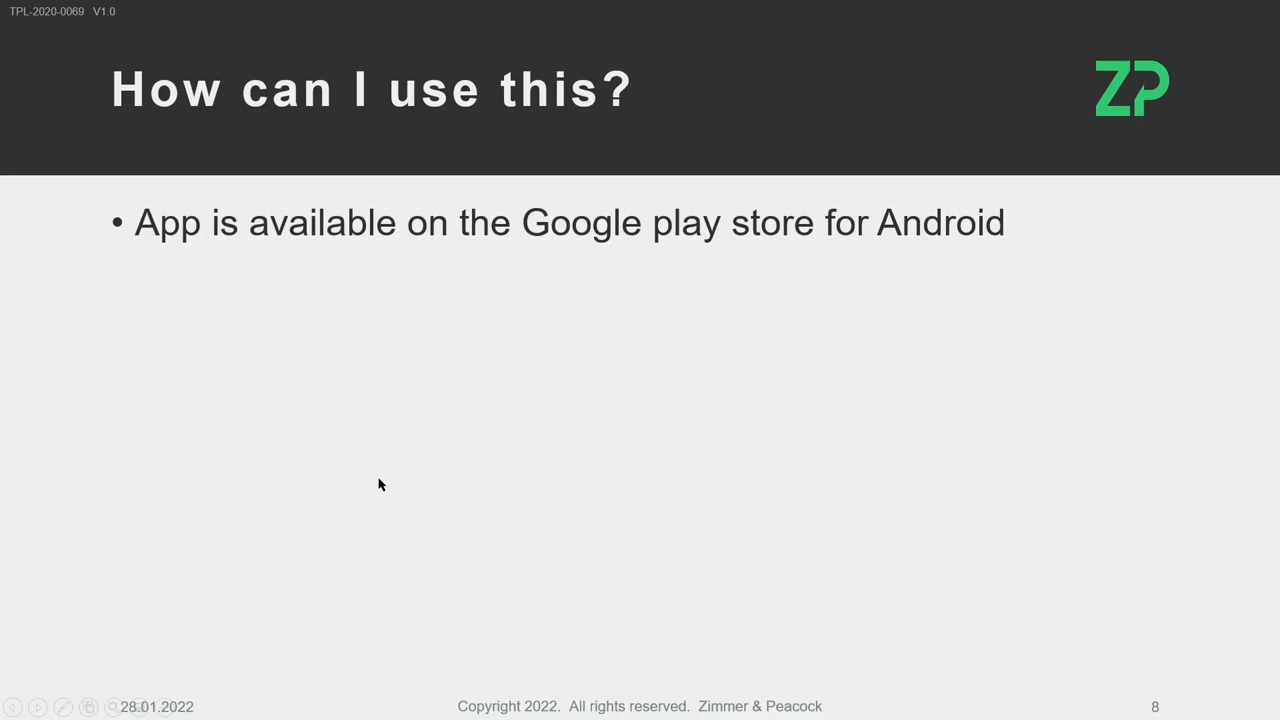 TPL-2020-0069 V1.0
How can I use this?
ZP
• App is available on the Google play store for Android
28.01.2022
Copyright 2022. All rights reserved. Zimmer & Peacock
8